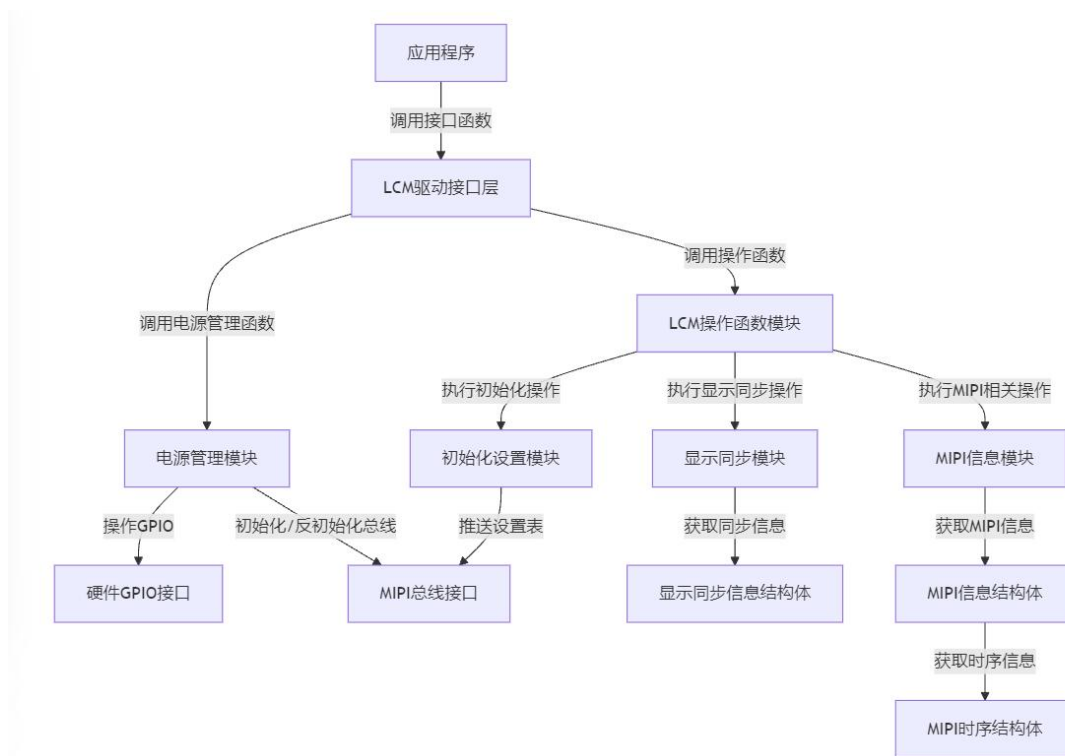 应用程序
调用接口函数
LCM驱动接口层
调用操作函数
调用电源管理函数
LCM操作函数模块
执行初始化操作
执行显示同步操作
执行MIPI相关操作
电源管理模块
初始化设置模块
显示同步模块
MIPI信息模块
操作GPIO
初始化/反初始化总线
推送设置表
获取同步信息
获取MIPI信息
硬件GPIO接口
MIPI总线接口
显示同步信息结构体
MIPI信息结构体
获取时序信息
MIPI时序结构体